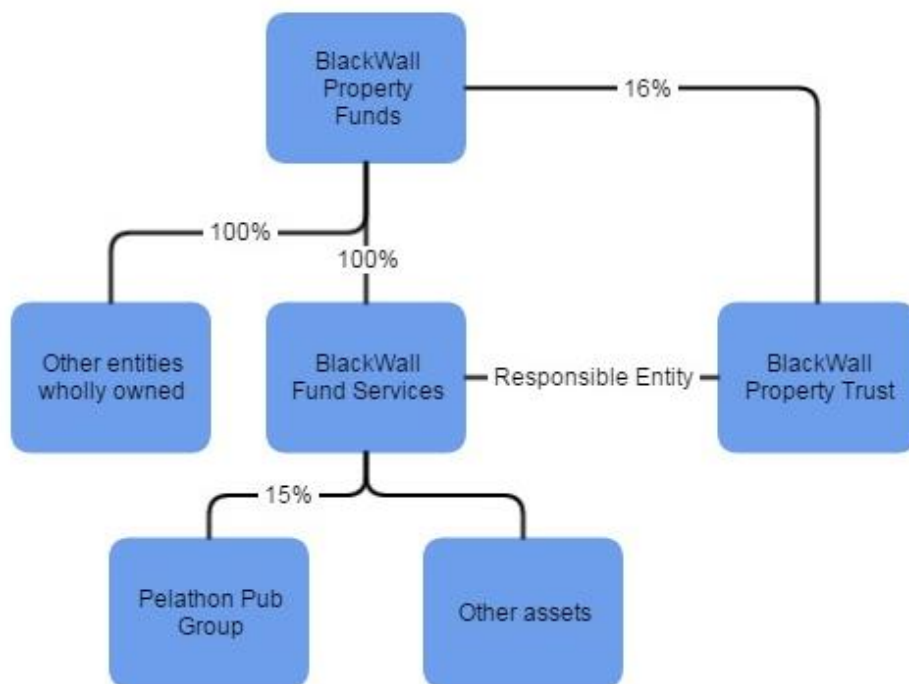 BlackWall
Property
Funds
16%
100%
100%
Other entities
wholly owned
BlackWall
Fund Services
Responsible Entity
BlackWall
Property Trust
15%
Pelathon Pub
Group
Other assets